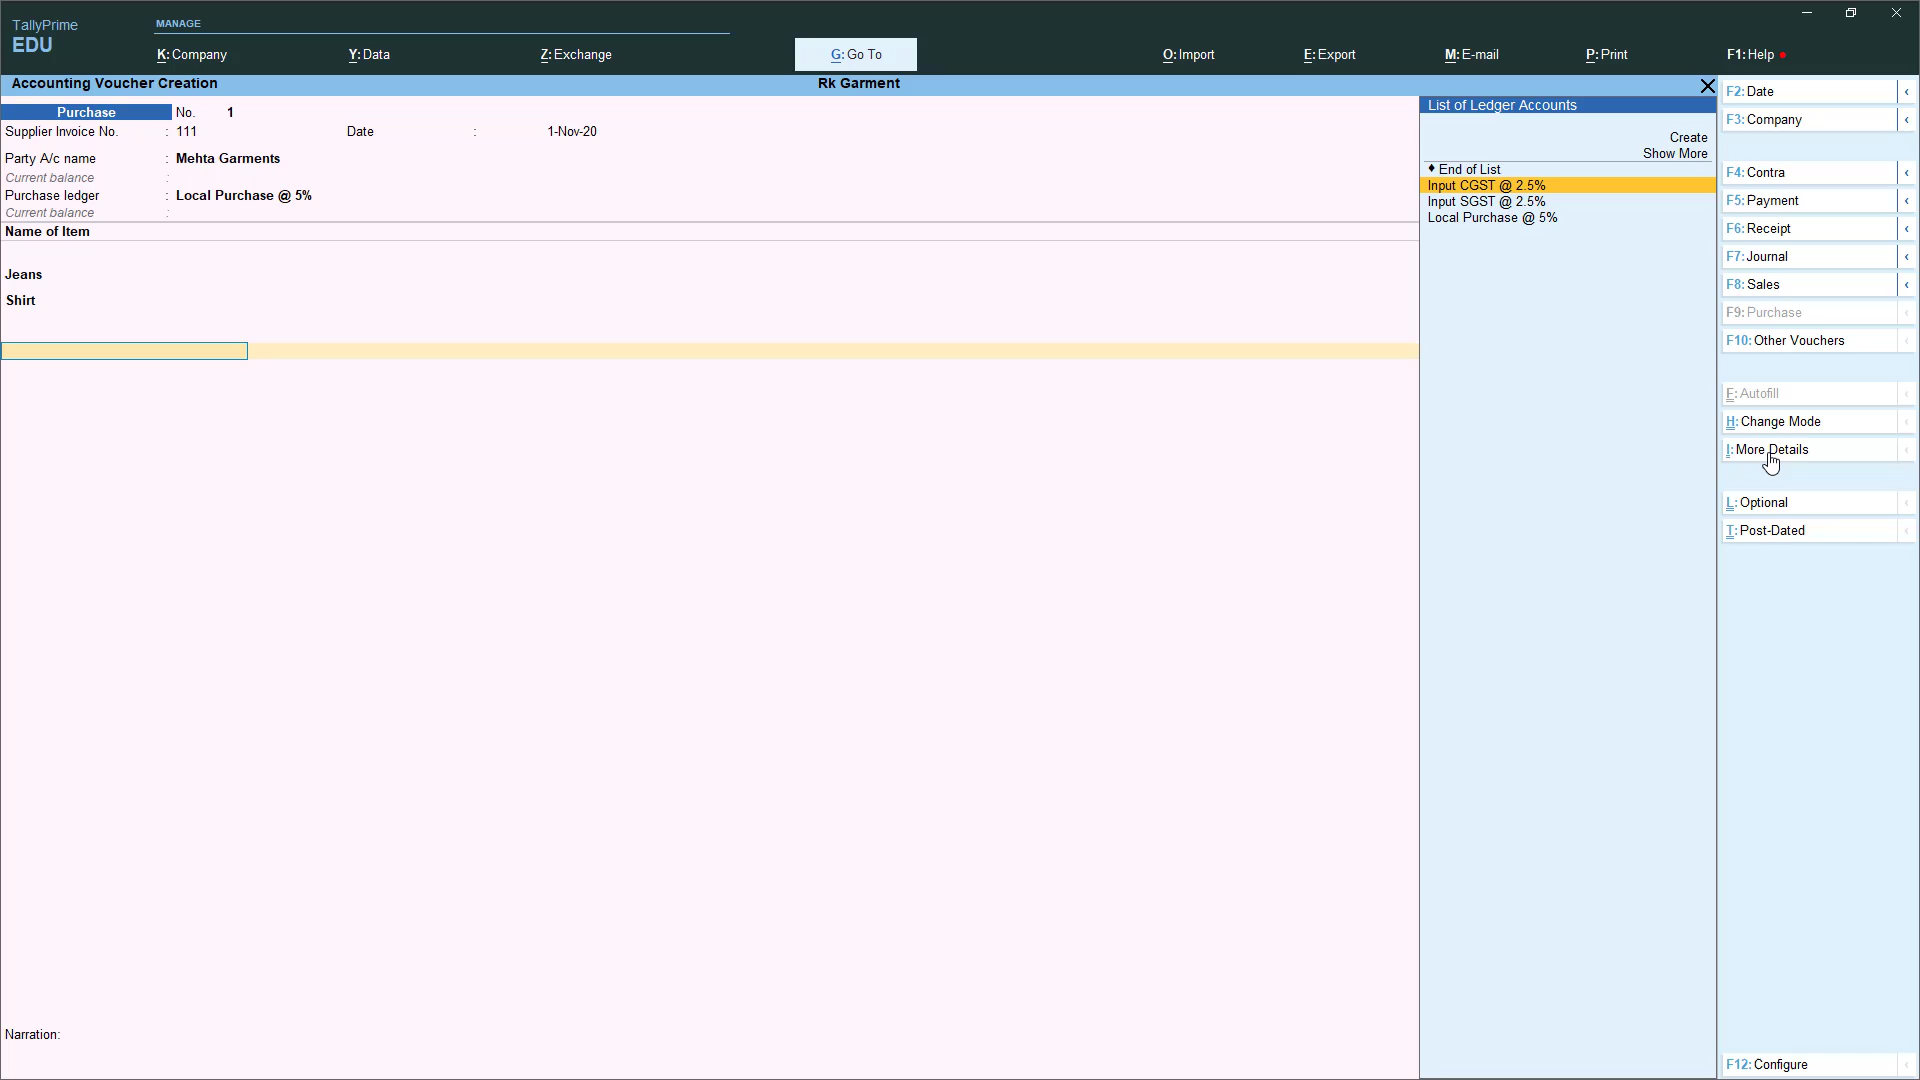 TallyPrime
EDU
MANAGE
K: Company
Y: Data
Z: Exchange
G: Go To
O: Import
E: Export
M: E-mail
P: Print
F1: Help
Accounting Voucher Creation
Rk Garment
Purchase No. 1
Supplier Invoice No. : 111 Date : 1-Nov-20
Party A/c name : Mehta Garments
Current balance :
Purchase ledger : Local Purchase @ 5%
Current balance :
Name of Item
Jeans
Shirt
Narration:
List of Ledger Accounts
Create
Show More
♦ End of List
Input CGST @ 2.5%
Input SGST @ 2.5%
Local Purchase @ 5%
F2: Date
F3: Company
F4: Contra
F5: Payment
F6: Receipt
F7: Journal
F8: Sales
F9: Purchase
F10: Other Vouchers
F: Autofill
H: Change Mode
I: More Details
L: Optional
T: Post-Dated
F12: Configure